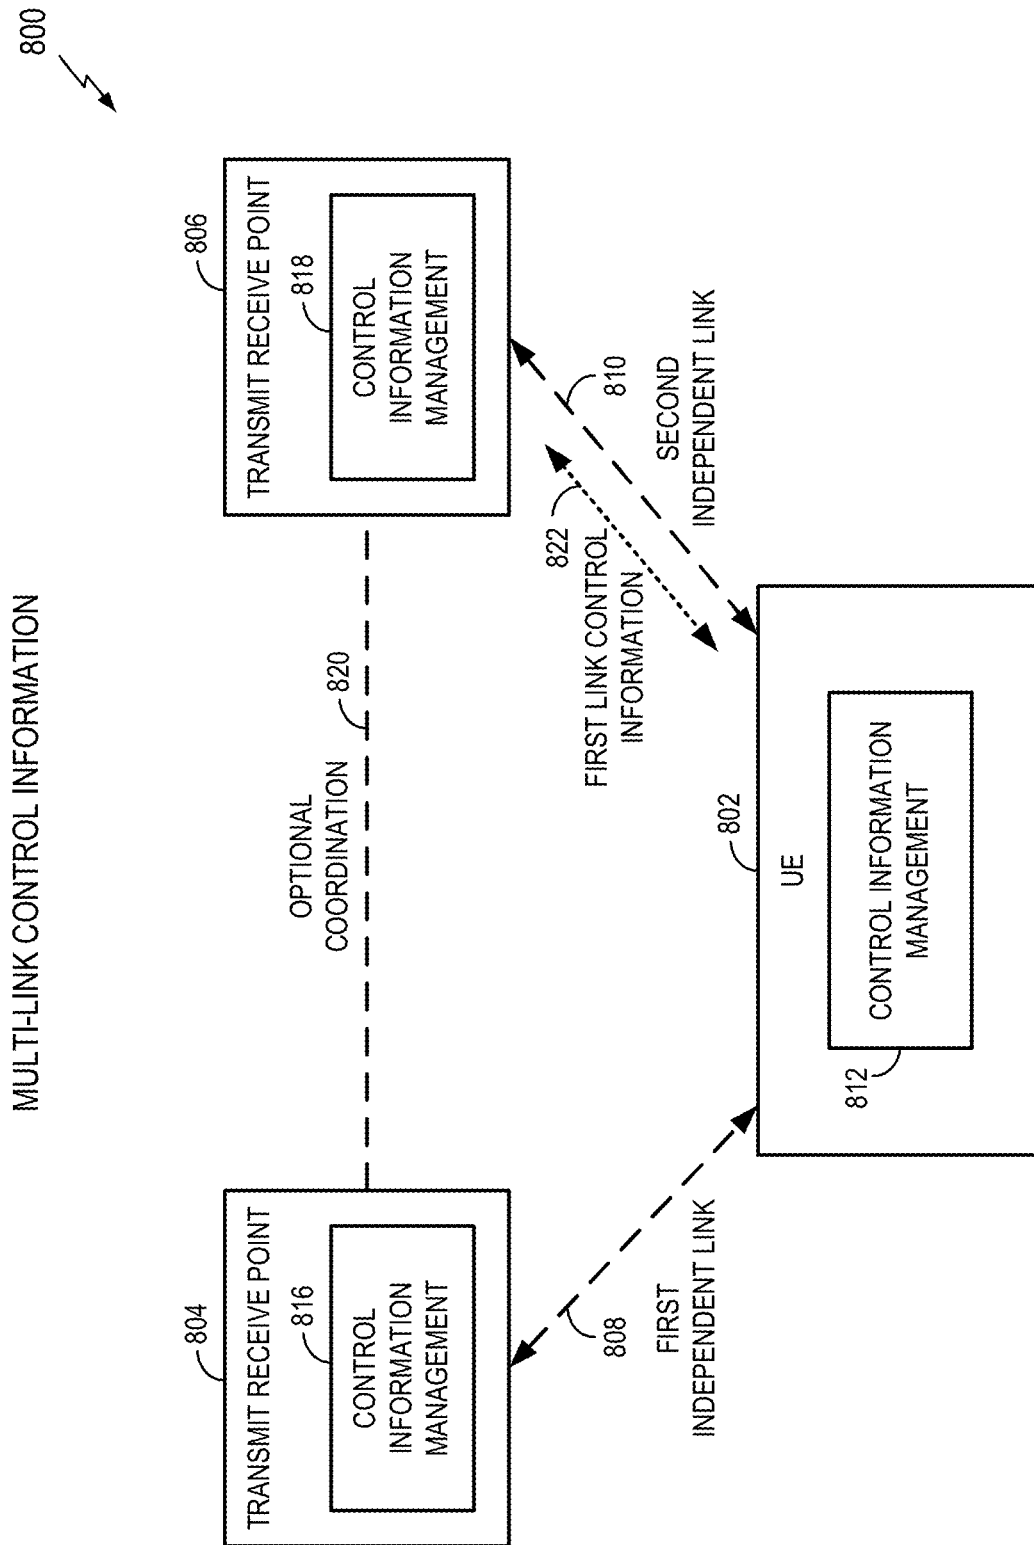 MULTI-LINK CONTROL INFORMATION
800
804
TRANSMIT RECEIVE POINT
816
CONTROL
INFORMATION
MANAGEMENT
OPTIONAL
COORDINATION
820
806
TRANSMIT RECEIVE POINT
818
CONTROL
INFORMATION
MANAGEMENT
808
FIRST
INDEPENDENT LINK
822
FIRST LINK CONTROL
INFORMATION
810
SECOND
INDEPENDENT LINK
802
UE
812
CONTROL INFORMATION
MANAGEMENT